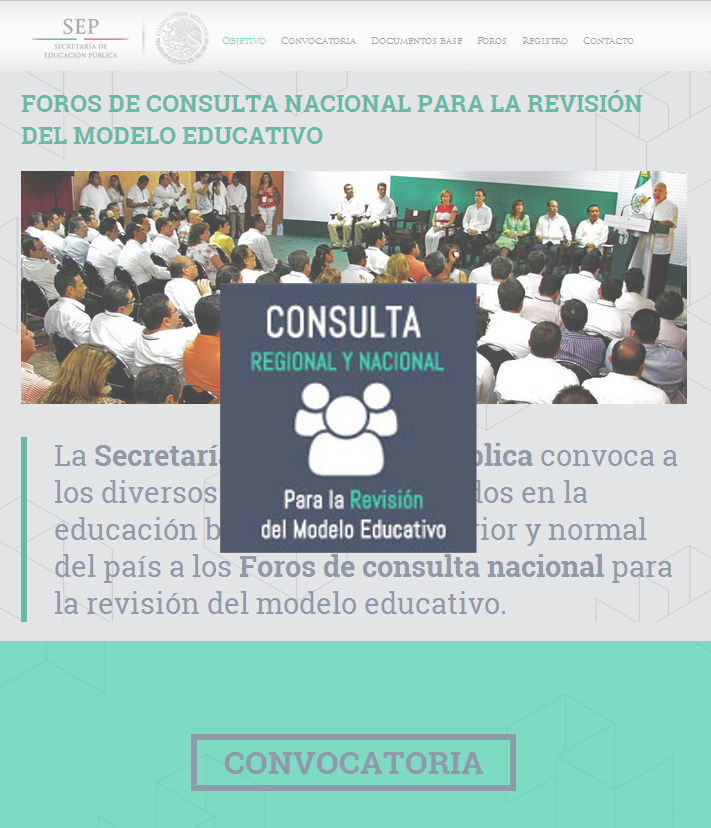 SEP
SECRETARÍA DE
EDUCACIÓN PÚBLICA
ESTADOS UNIDOS MEXICANOS
Objetivo Convocatoria Documentos base Foros Registro Contacto
FOROS DE CONSULTA NACIONAL PARA LA REVISIÓN
DEL MODELO EDUCATIVO
CONSULTA
REGIONAL Y NACIONAL
Para la Revisión
del Modelo Educativo
La Secretarí blica convoca a
los diversos dos en la
educación b rior y normal
del país a los Foros de consulta nacional para
la revisión del modelo educativo.
CONVOCATORIA